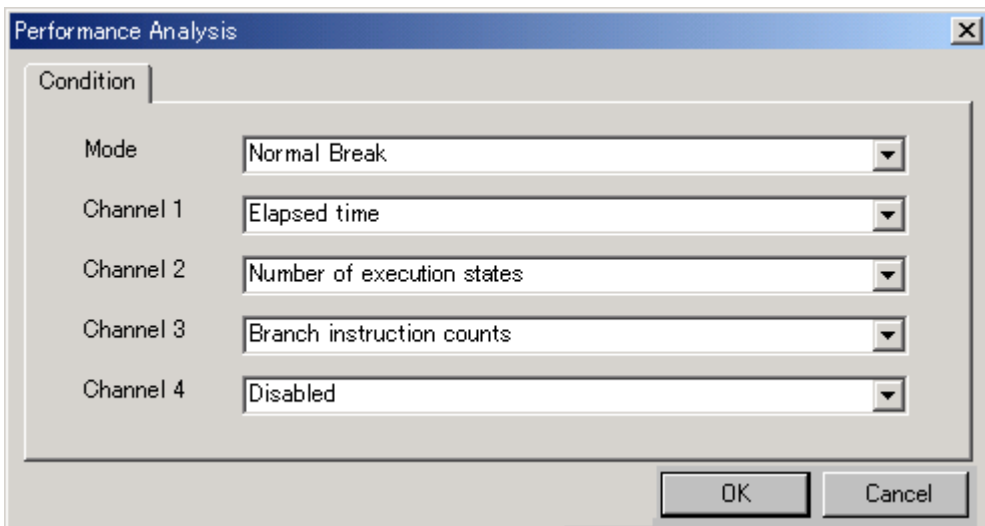 Performance Analysis
Condition
Mode
Normal Break
Channel 1
Elapsed time
Channel 2
Number of execution states
Channel 3
Branch instruction counts
Channel 4
Disabled
OK
Cancel